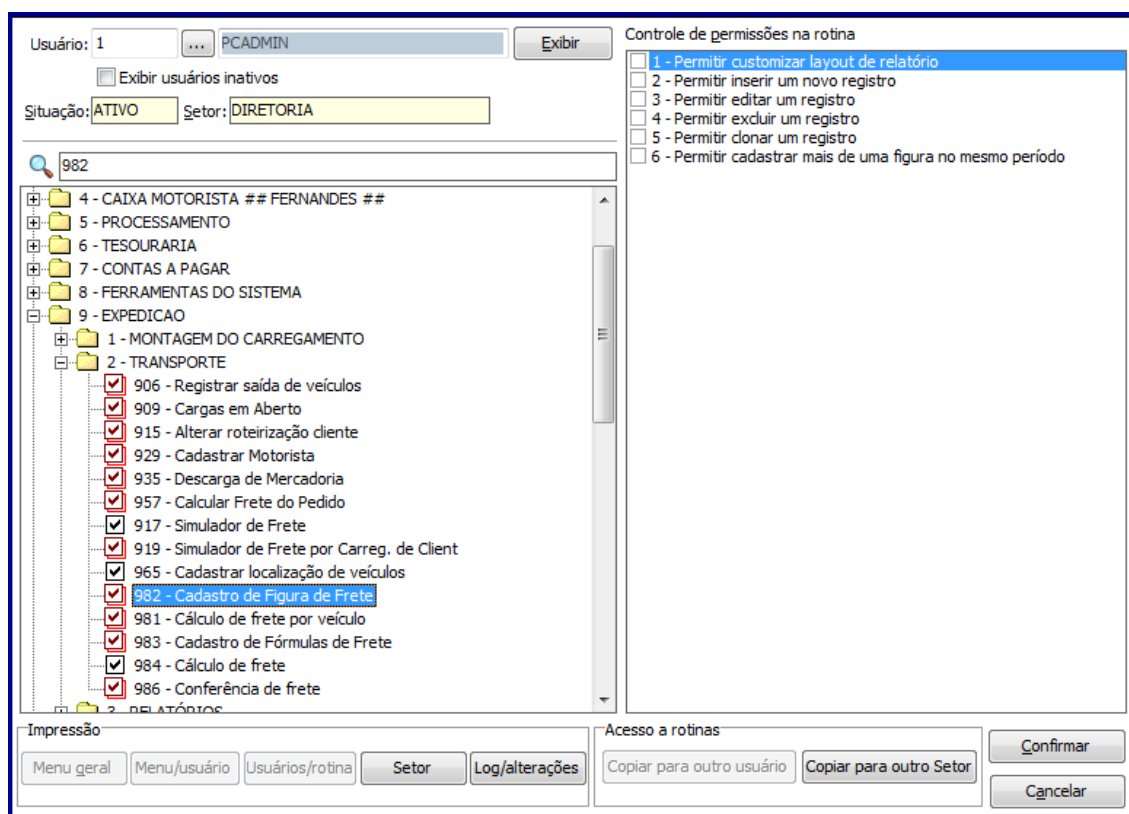 Usuário: 1 ... PCADMIN Exibir
Exibir usuários inativos
Situação: ATIVO Setor: DIRETORIA
982
4 - CAIXA MOTORISTA ## FERNANDES ##
5 - PROCESSAMENTO
6 - TESOURARIA
7 - CONTAS A PAGAR
8 - FERRAMENTAS DO SISTEMA
9 - EXPEDICAO
1 - MONTAGEM DO CARREGAMENTO
2 - TRANSPORTE
906 - Registrar saída de veículos
909 - Cargas em Aberto
915 - Alterar roteirização cliente
929 - Cadastrar Motorista
935 - Descarga de Mercadoria
957 - Calcular Frete do Pedido
917 - Simulador de Frete
919 - Simulador de Frete por Carreg. de Client
965 - Cadastrar localização de veículos
982 - Cadastro de Figura de Frete
981 - Cálculo de frete por veículo
983 - Cadastro de Fórmulas de Frete
984 - Cálculo de frete
986 - Conferência de frete
3 - RELATÓRIOS
Controle de permissões na rotina
1 - Permitir customizar layout de relatório
2 - Permitir inserir um novo registro
3 - Permitir editar um registro
4 - Permitir excluir um registro
5 - Permitir clonar um registro
6 - Permitir cadastrar mais de uma figura no mesmo período
Impressão
Menu geral Menu/usuário Usuários/rotina Setor Log/alterações
Acesso a rotinas
Copiar para outro usuário Copiar para outro Setor
Confirmar
Cancelar